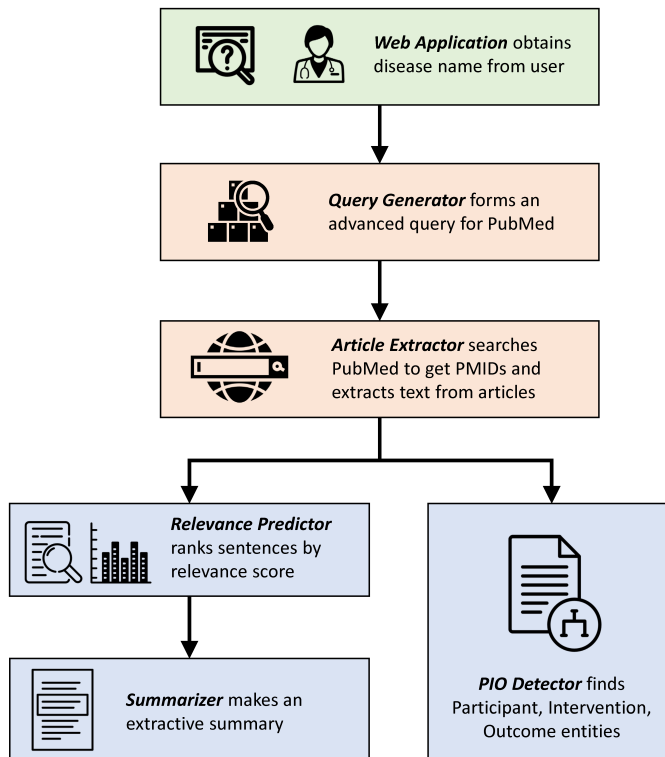 Web Application obtains
disease name from user
Query Generator forms an
advanced query for PubMed
Article Extractor searches
PubMed to get PMIDs and
extracts text from articles
Relevance Predictor
ranks sentences by
relevance score
Summarizer makes an
extractive summary
PIO Detector finds
Participant, Intervention,
Outcome entities